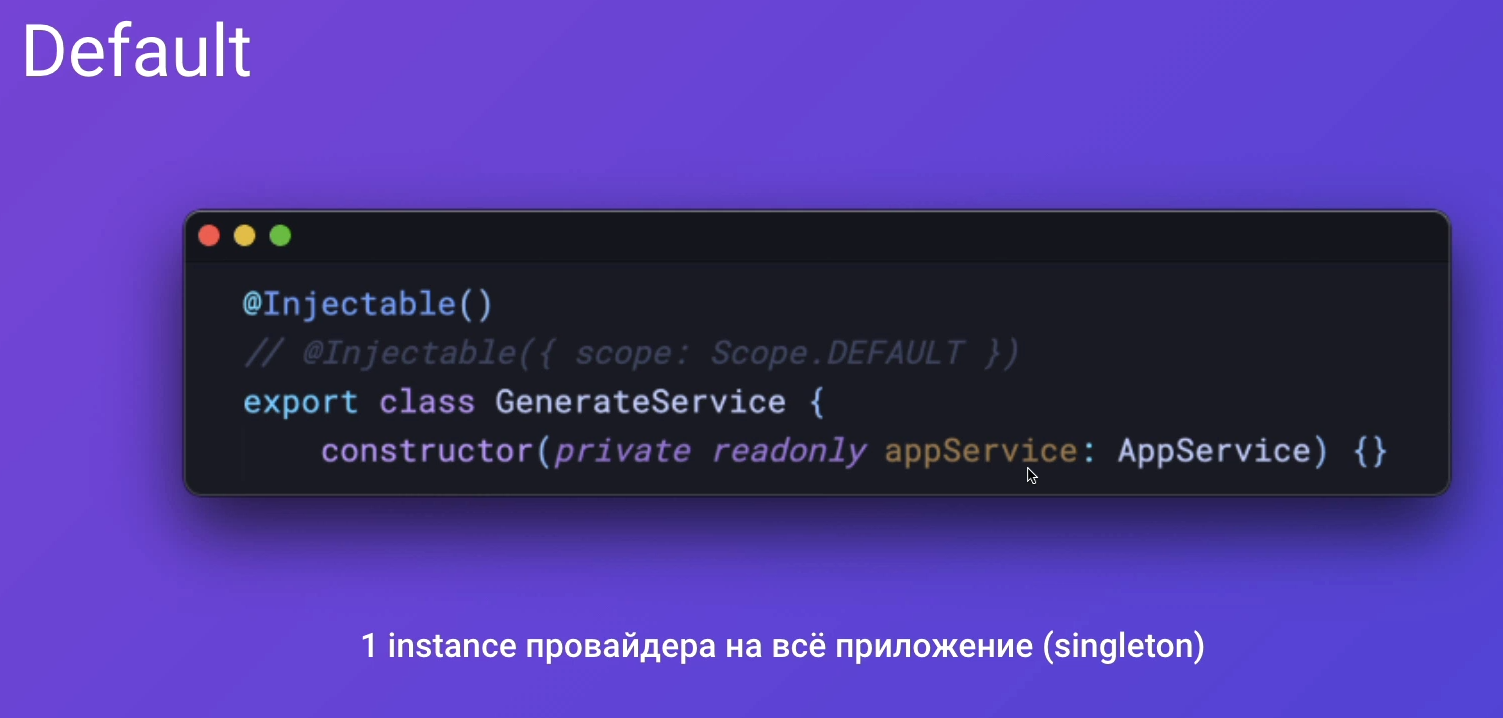 Default
@Injectable()
// @Injectable({ scope: Scope.DEFAULT })
export class GenerateService {
constructor(private readonly appService: AppService) {}
1 instance провайдера на всё приложение (singleton)